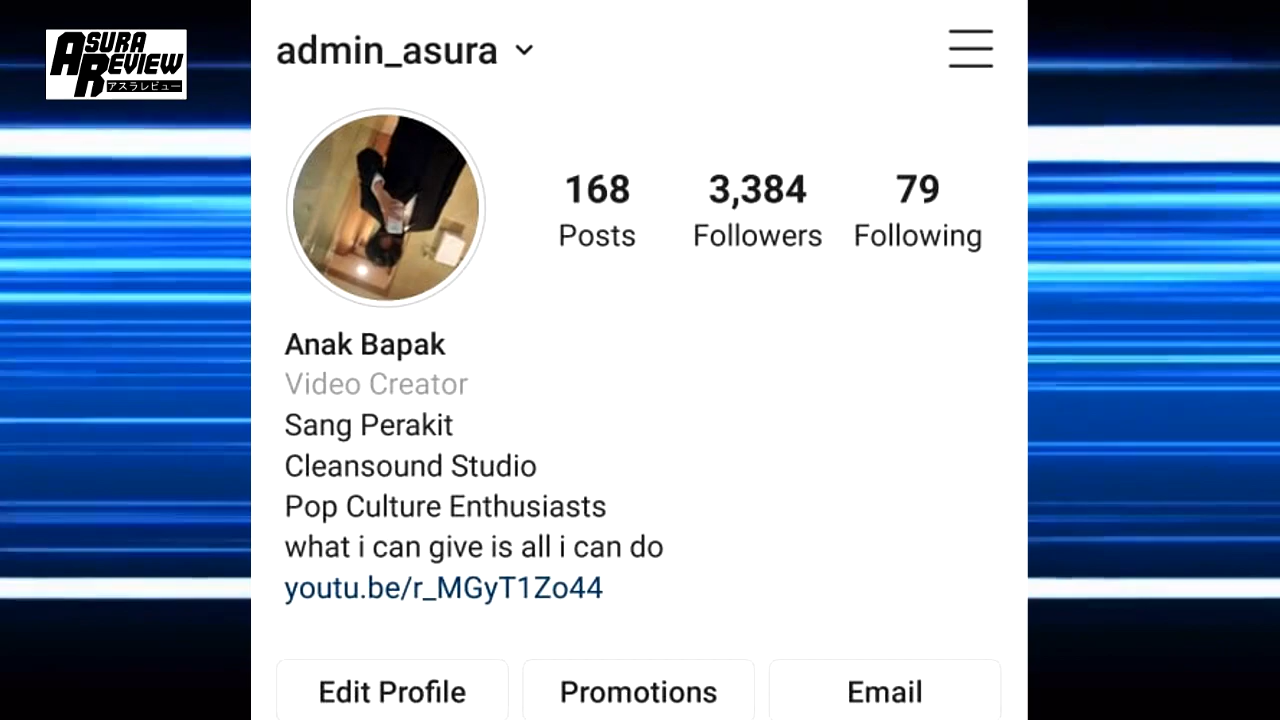 ASURA
REVIEW
アスラレビュー
admin_asura
168
3,384
79
Posts
Followers
Following
Anak Bapak
Video Creator
Sang Perakit
Cleansound Studio
Pop Culture Enthusiasts
what i can give is all i can do
youtu.be/r_MGyT1Zo44
Edit Profile
Promotions
Email